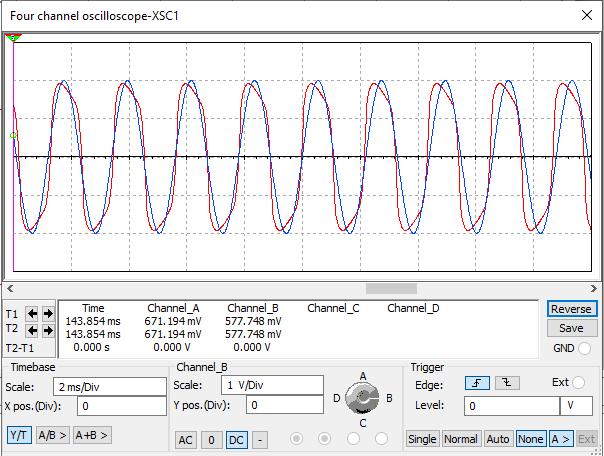 Four channel oscilloscope-XSC1
Time Channel_A Channel_B Channel_C Channel_D
T1 143.854 ms 671.194 mV 577.748 mV
T2 143.854 ms 671.194 mV 577.748 mV
T2-T1 0.000 s 0.000 V 0.000 V
Reverse
Save
GND
Timebase
Scale: 2 ms/Div
X pos.(Div): 0
Y/T A/B > A+B >
Channel_B
Scale: 1 V/Div
Y pos.(Div): 0
AC 0 DC -
A
D B
C
Trigger
Edge: Ext
Level: 0 V
Single Normal Auto None A > Ext